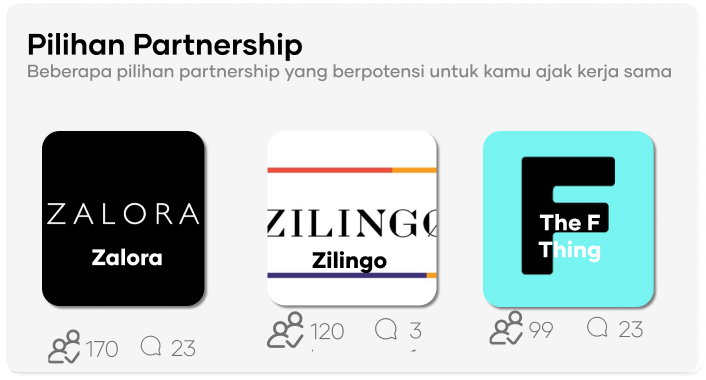 Pilihan Partnership
Beberapa pilihan partnership yang berpotensi untuk kamu ajak kerja sama
ZALORA
Zalora
ZILINGO
Zilingo
F
The F
Thing
170
23
120
3
99
23